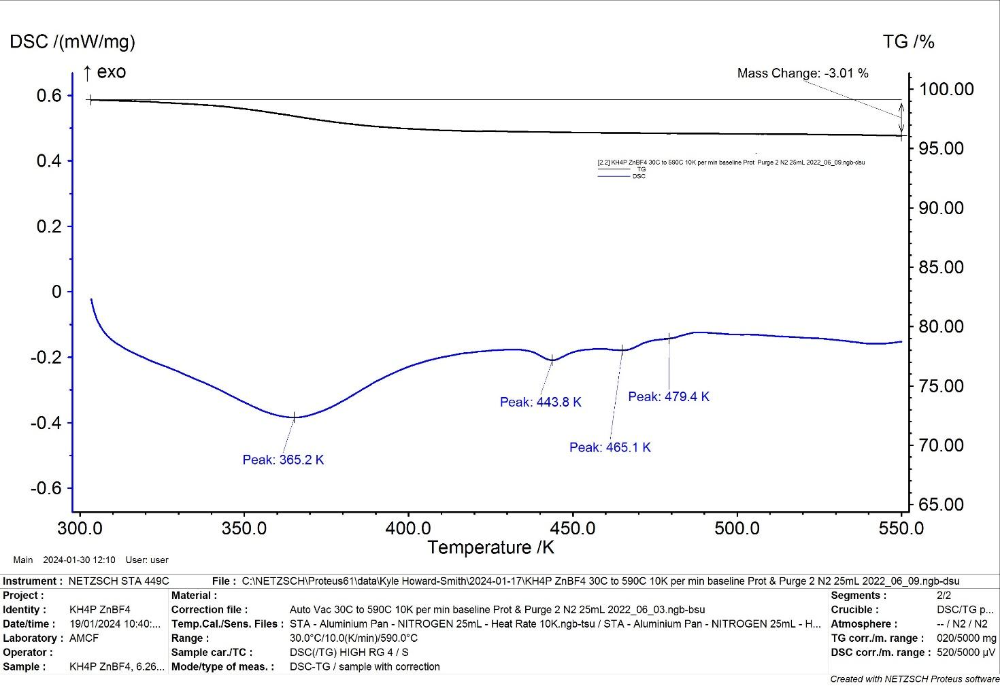 DSC /(mW/mg)
TG /%
↑ exo
Mass Change: -3.01 %
0.6
0.4
0.2
0
-0.2
-0.4
-0.6
100.00
95.00
90.00
85.00
80.00
75.00
70.00
65.00
[2.2] KH4P ZnBF4 30C to 590C 10K per min baseline Prot Purge 2 N2 25mL 2022_06_09.ngb-dsu
TG
DSC
Peak: 443.8 K
Peak: 479.4 K
Peak: 465.1 K
Peak: 365.2 K
300.0 350.0 400.0 450.0 500.0 550.0
Temperature /K
Main 2024-01-30 12:10 User: user
Instrument : NETZSCH STA 449C File : C:\NETZSCH\Proteus61\data\Kyle Howard-Smith\2024-01-17\KH4P ZnBF4 30C to 590C 10K per min baseline Prot & Purge 2 N2 25mL 2022_06_09.ngb-dsu
Project : Material : Segments : 2/2
Identity : KH4P ZnBF4 Correction file : Auto Vac 30C to 590C 10K per min baseline Prot & Purge 2 N2 25mL 2022_06_03.ngb-bsu Crucible : DSC/TG p...
Date/time : 19/01/2024 10:40:... Temp.Cal./Sens. Files : STA - Aluminium Pan - NITROGEN 25mL - Heat Rate 10K.ngb-tsu / STA - Aluminium Pan - NITROGEN 25mL - H... Atmosphere : -- / N2 / N2
Laboratory : AMCF Range : 30.0°C/10.0(K/min)/590.0°C TG corr./m. range : 020/5000 mg
Operator : Sample car./TC : DSC(/TG) HIGH RG 4 / S DSC corr./m. range : 520/5000 µV
Sample : KH4P ZnBF4, 6.26... Mode/type of meas. : DSC-TG / sample with correction
Created with NETZSCH Proteus software